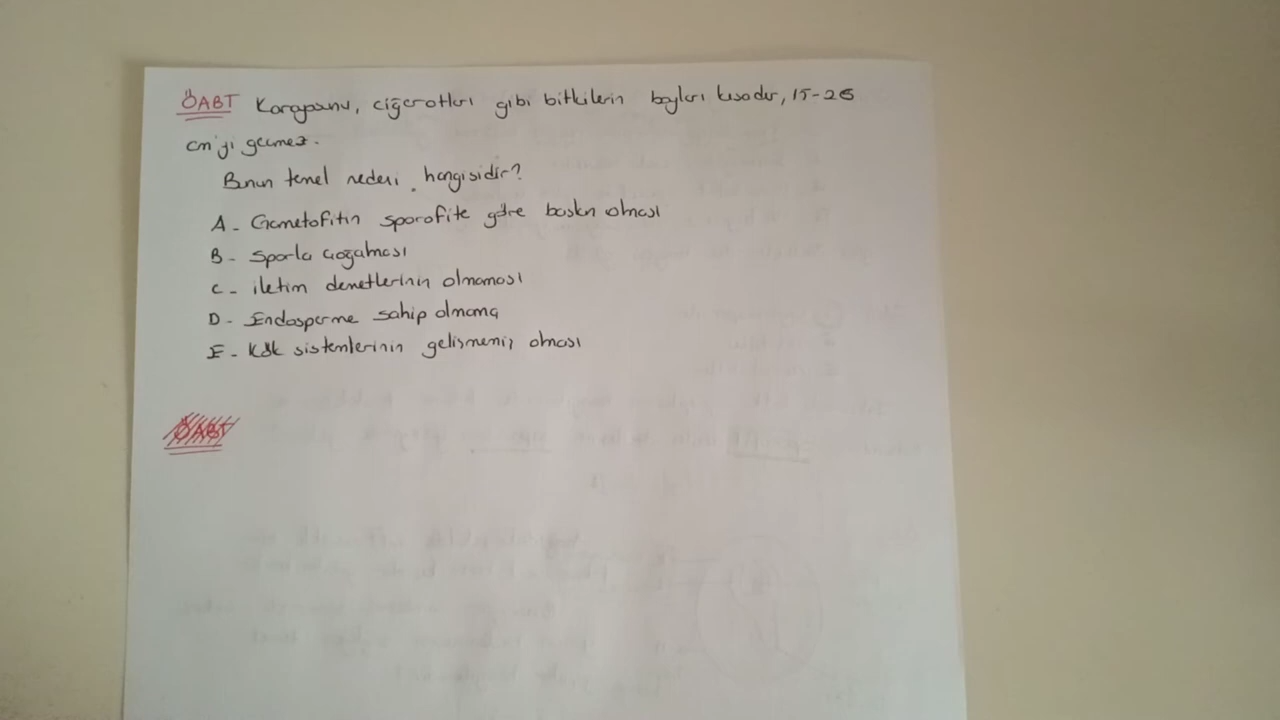 ÖABT Karayosunu, ciğerotları gibi bitkilerin boyları kısadır, 15-25
cm'yi geçmez.
Bunun temel nedeni hangisidir?
A - Gametofitin sporofite göre baskın olması
B - Sporla çoğalması
C - iletim demetlerinin olmaması
D - Endosperme sahip olmama
E - Kök sistemlerinin gelişmemiş olması
ÖABT